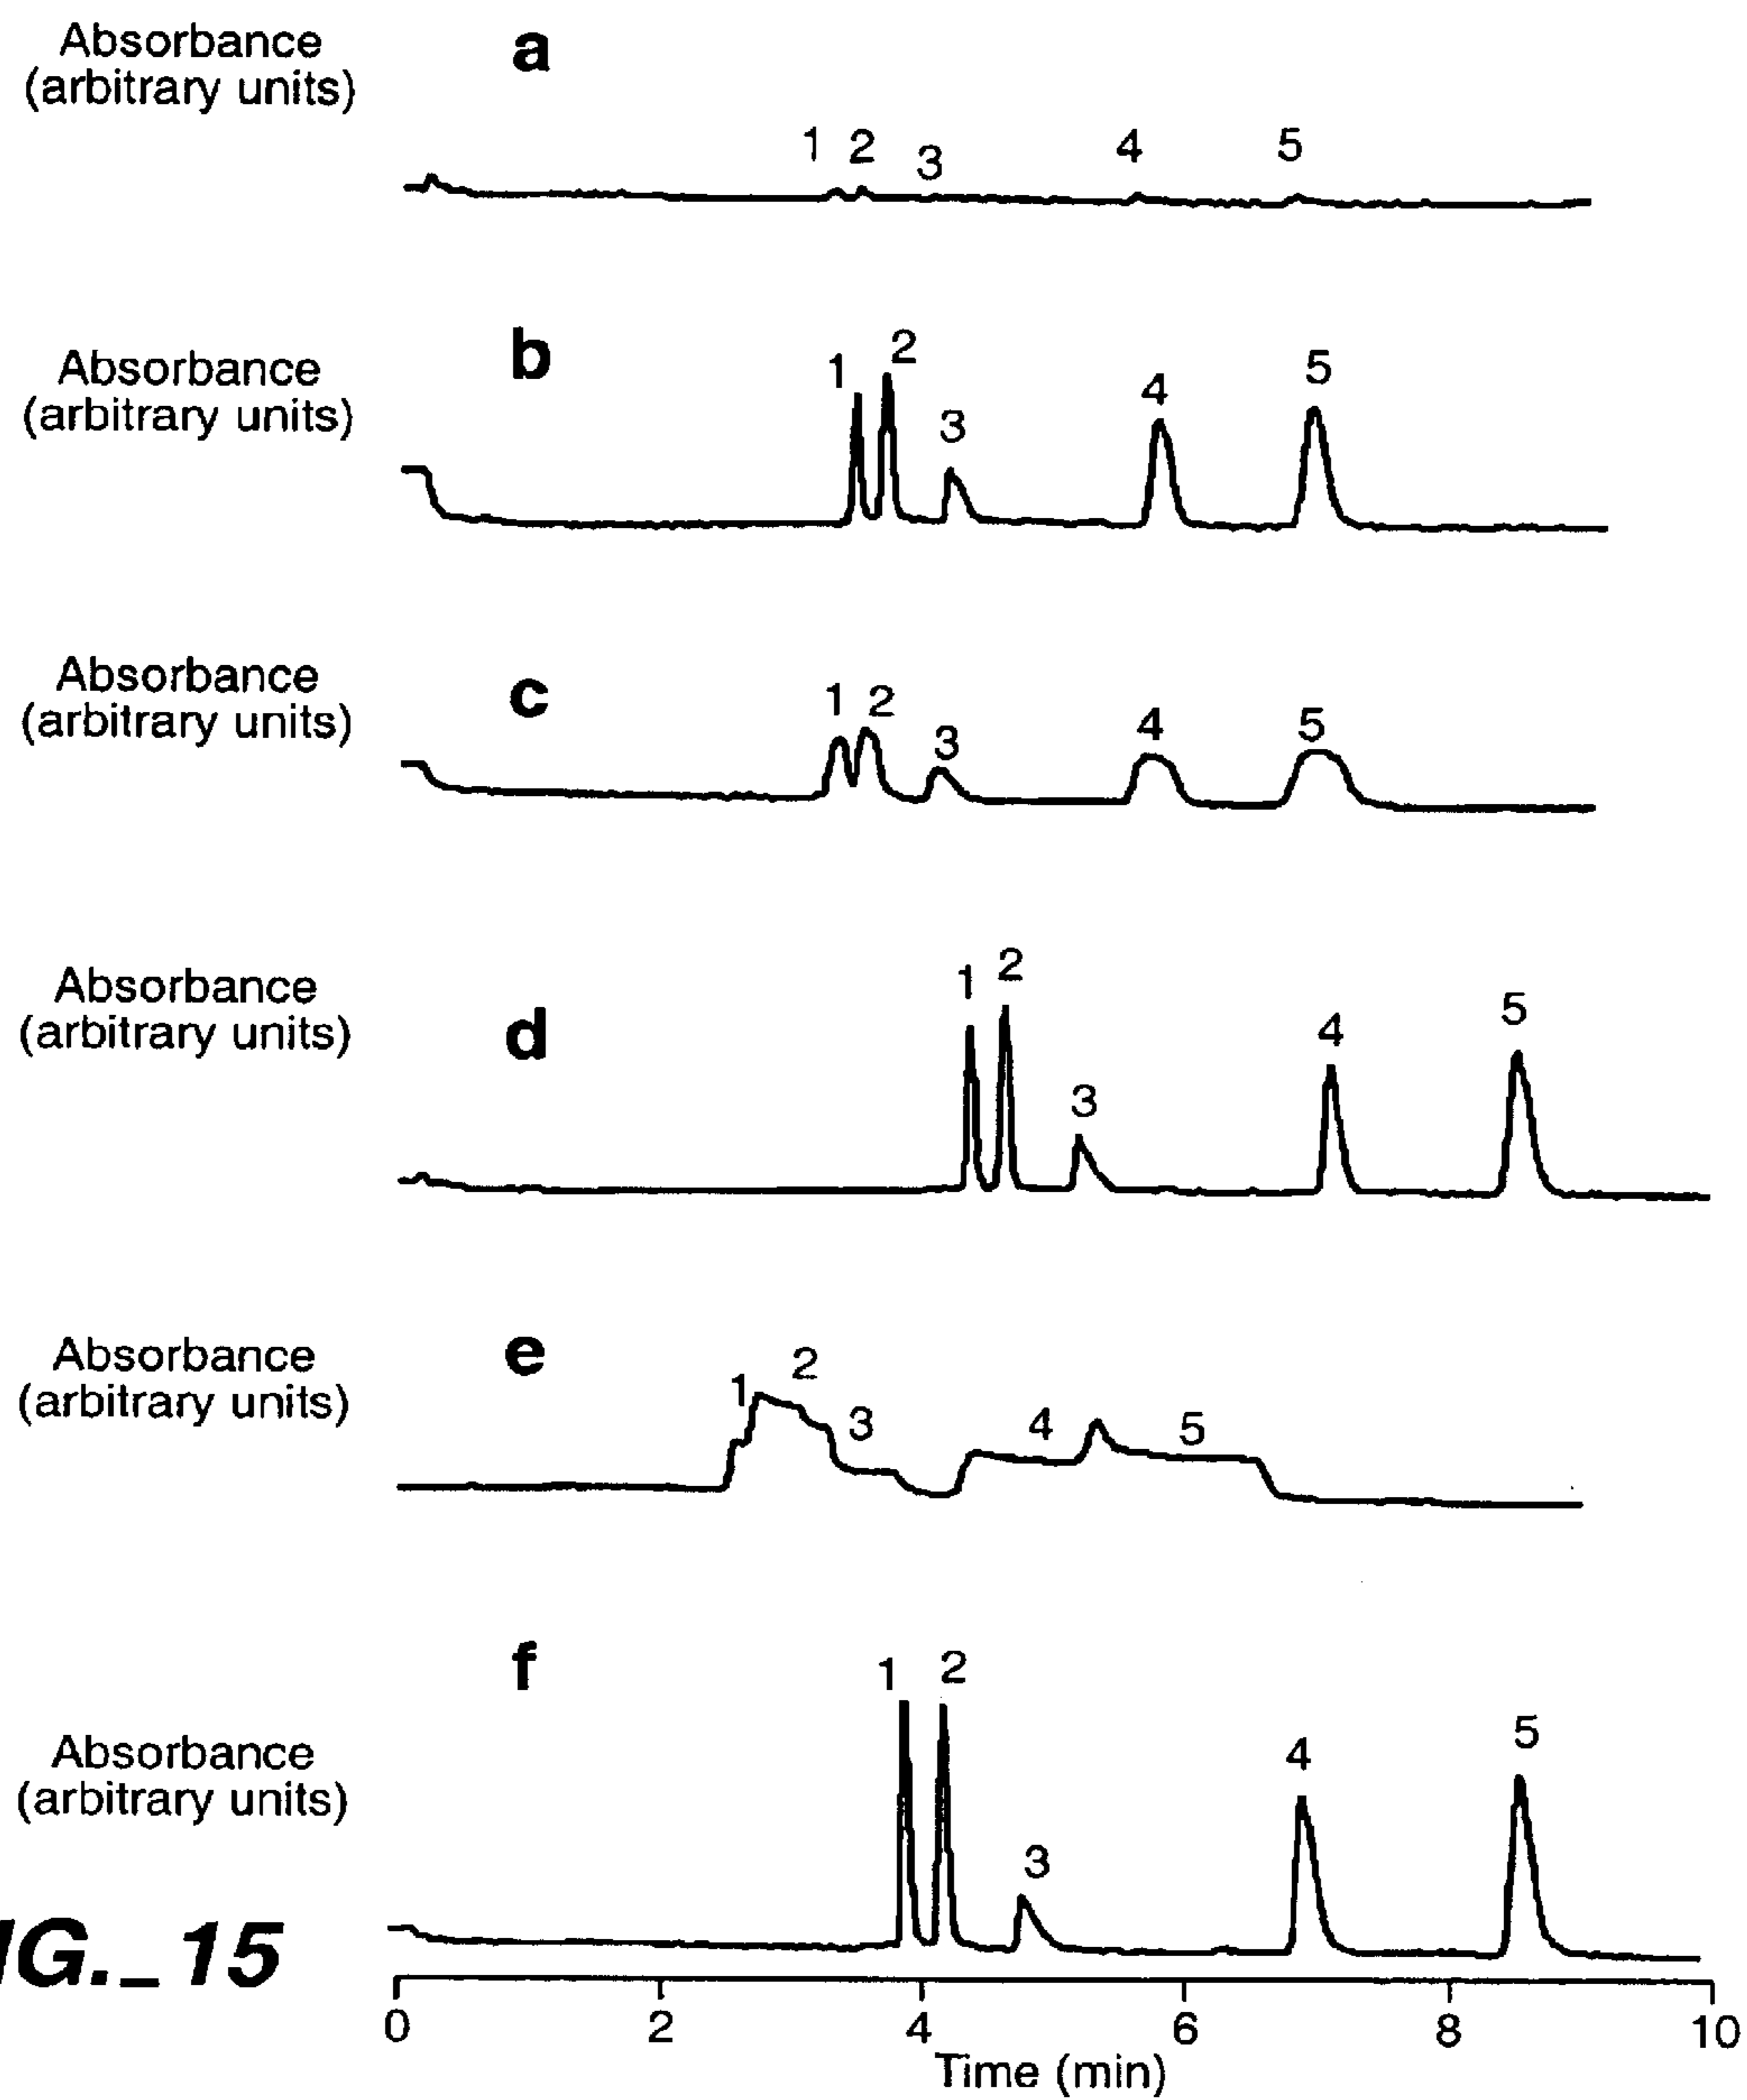 Absorbance
(arbitrary units)
a
1 2 3 4 5
Absorbance
(arbitrary units)
b
1 2 3 4 5
Absorbance
(arbitrary units)
c
1 2 3 4 5
Absorbance
(arbitrary units)
d
1 2 3 4 5
Absorbance
(arbitrary units)
e
1 2 3 4 5
Absorbance
(arbitrary units)
f
1 2 3 4 5
IG._15
0 2 4 6 8 10
Time (min)